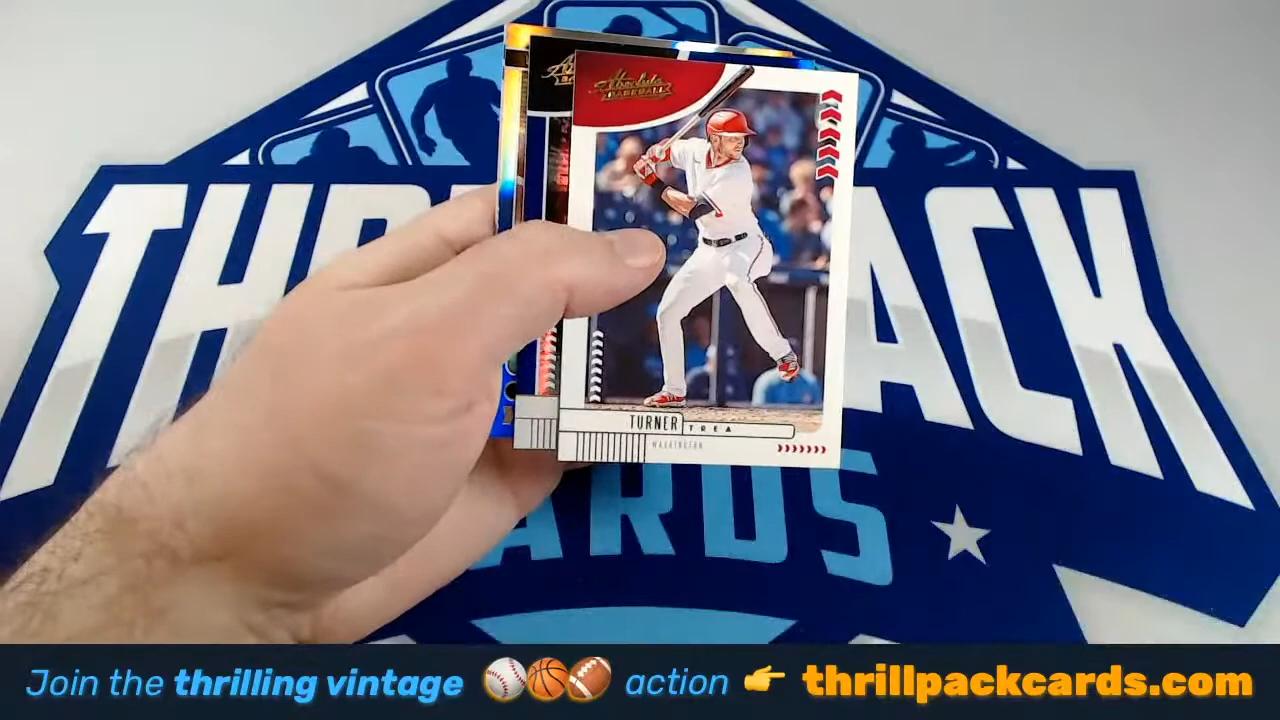 Absolute
BASEBALL
TURNER TREA
WASHINGTON
THR ACK
ARDS
Join the thrilling vintage action thrillpackcards.com